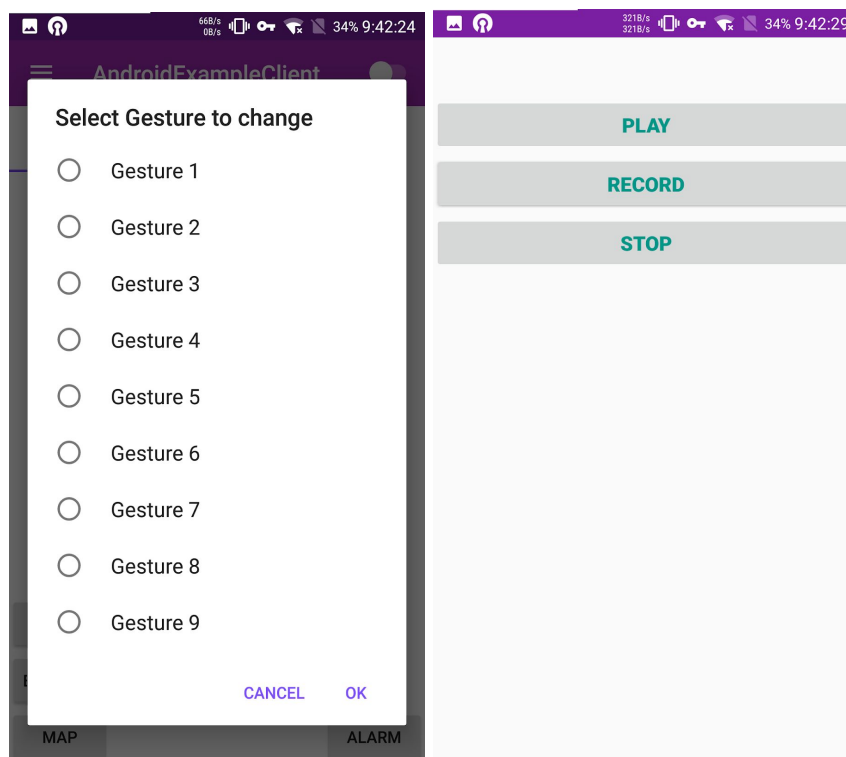 66B/s
0B/s
34% 9:42:24
AndroidExampleClient
Select Gesture to change
Gesture 1
Gesture 2
Gesture 3
Gesture 4
Gesture 5
Gesture 6
Gesture 7
Gesture 8
Gesture 9
CANCEL OK
MAP ALARM
321B/s
321B/s
34% 9:42:29
PLAY
RECORD
STOP